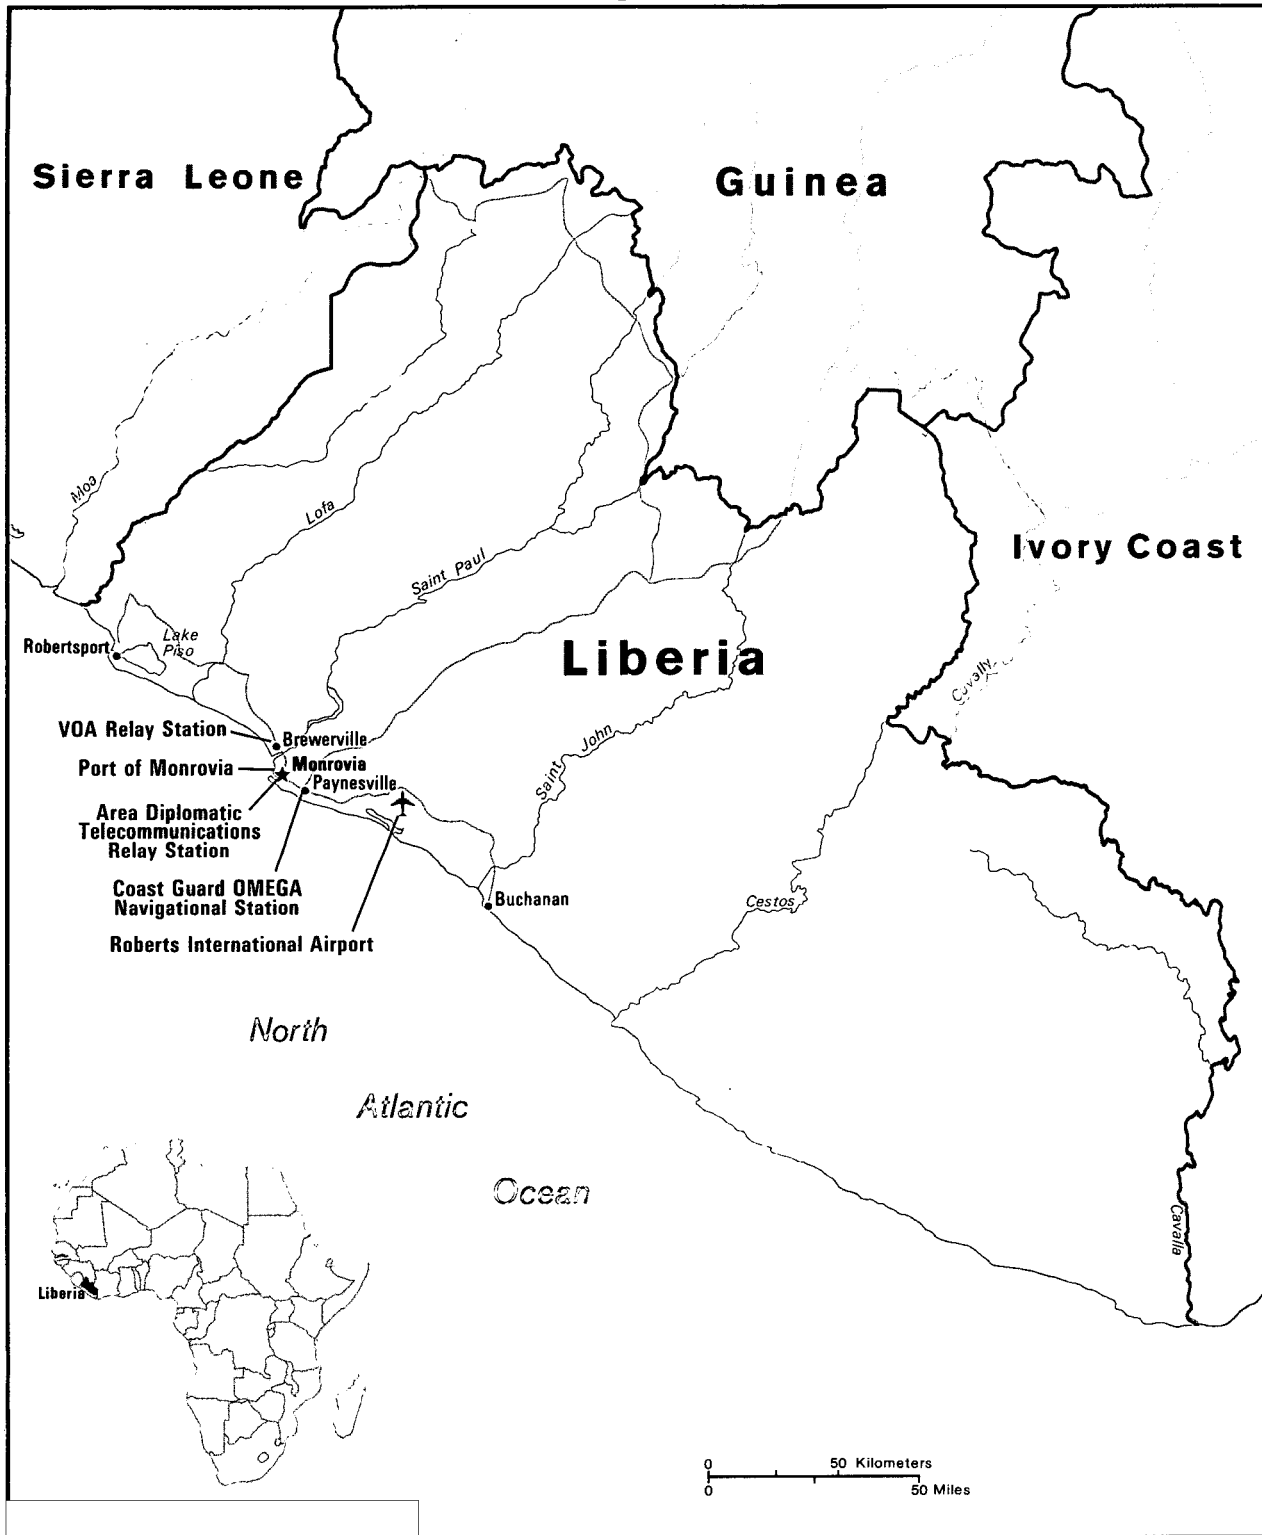 Sierra Leone
Guinea
Moa
Lofa
Ivory Coast
Saint Paul
Lake
Piso
Robertsport
Liberia
Cavally
VOA Relay Station
Brewerville
Saint John
Port of Monrovia
Monrovia
Paynesville
Area Diplomatic
Telecommunications
Relay Station
Coast Guard OMEGA
Navigational Station
Buchanan
Cestos
Roberts International Airport
North
Atlantic
Ocean
Cavalla
Liberia
0 50 Kilometers
0 50 Miles